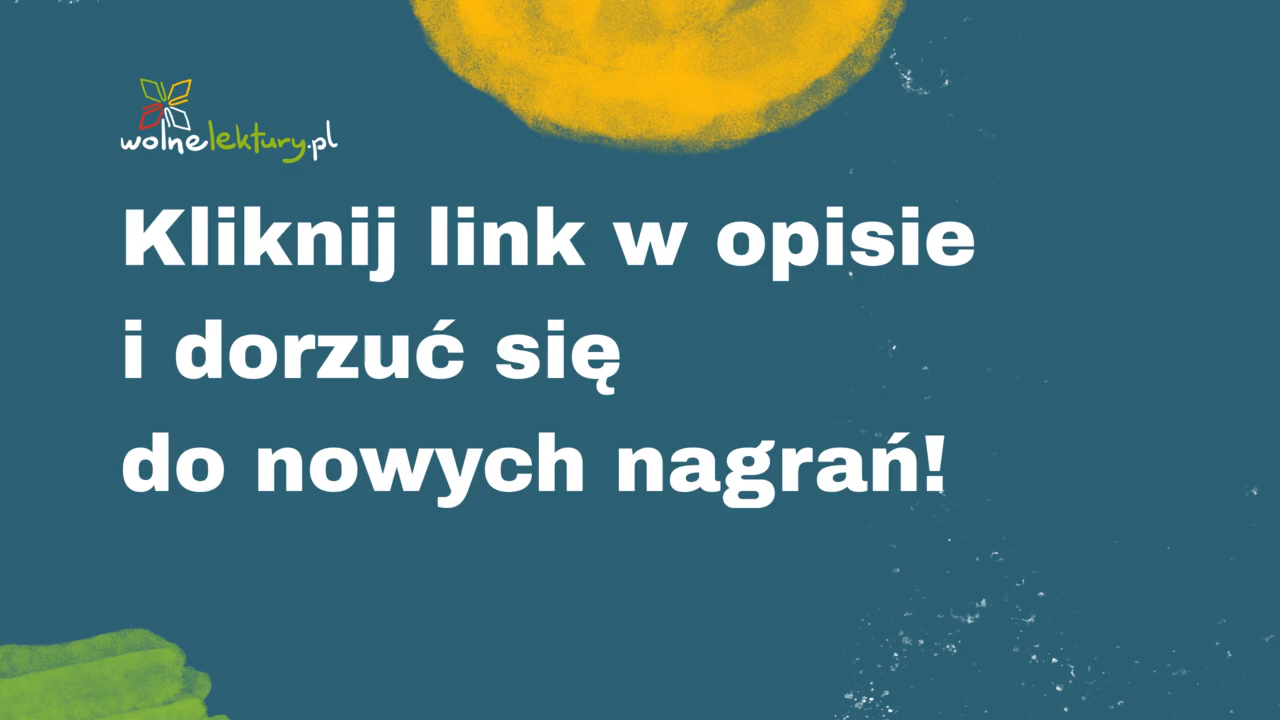 wolnelektury.pl
Kliknij link w opisie
i dorzuć się
do nowych nagrań!